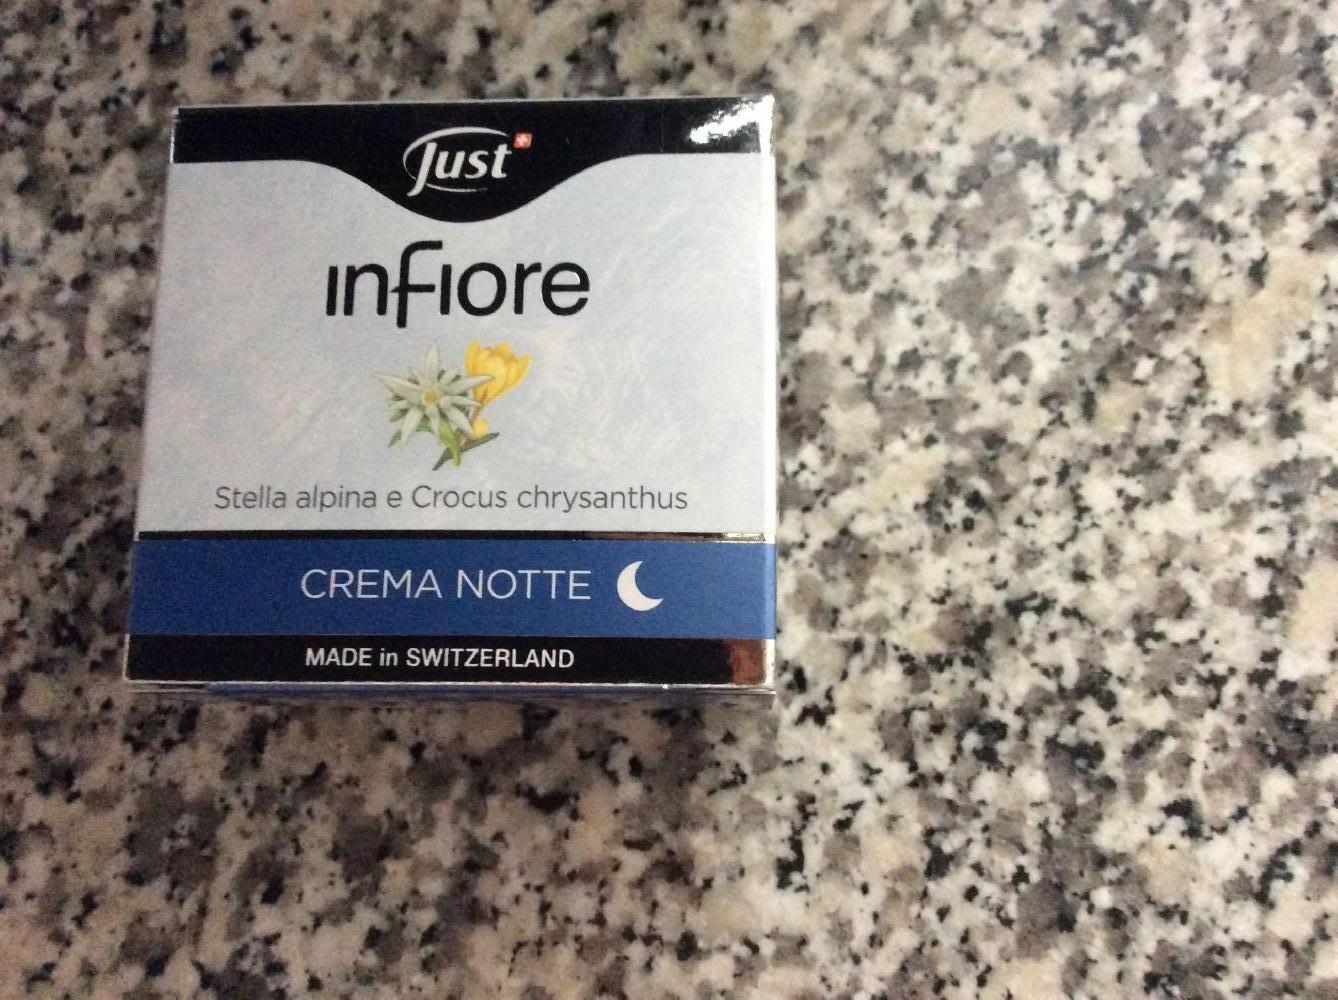 Just
infiore
Stella alpina e Crocus chrysanthus
CREMA NOTTE
MADE in SWITZERLAND